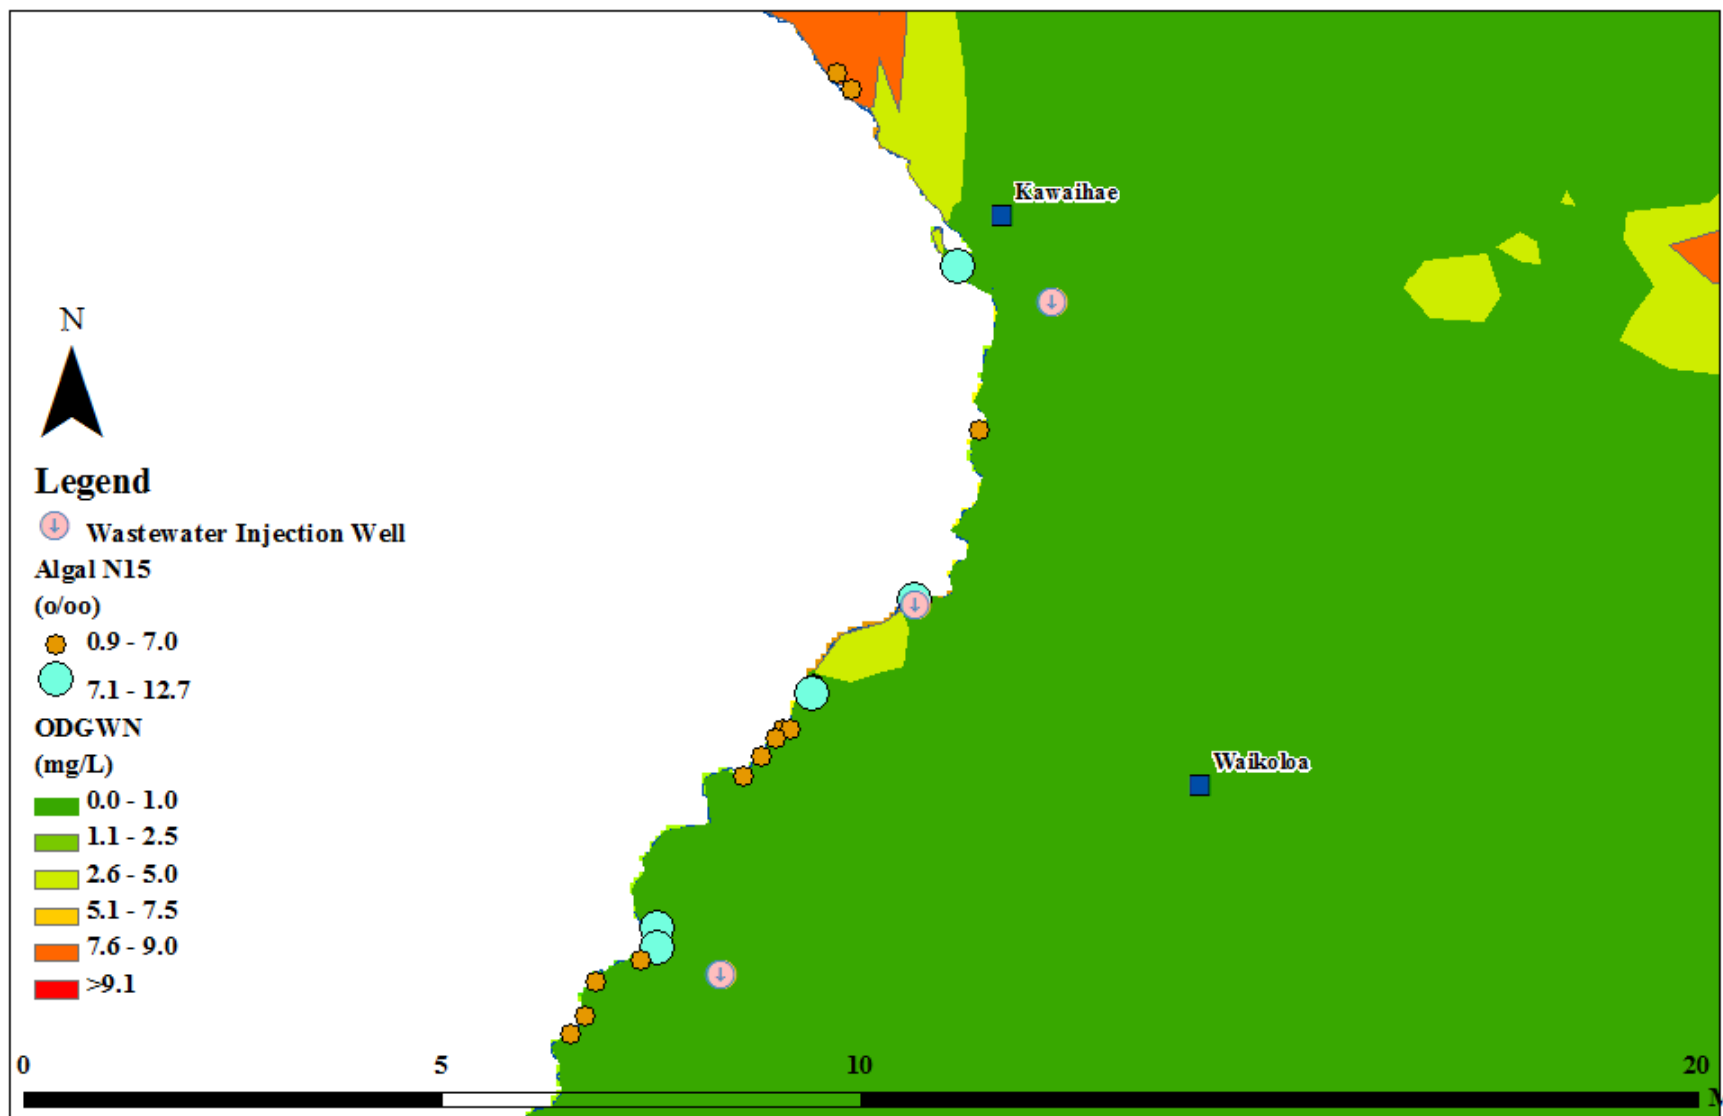 Kawaihae
N
Legend
Wastewater Injection Well
Algal N15
(o/oo)
0.9 - 7.0
7.1 - 12.7
ODGWN
(mg/L)
Waikoloa
0.0 - 1.0
1.1 - 2.5
2.6 - 5.0
5.1 - 7.5
7.6 - 9.0
>9.1
0 5 10 20